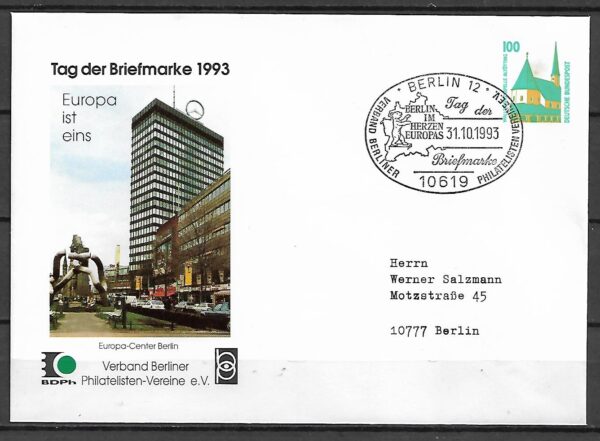 Tag der Briefmarke 1993
Europa
ist
eins
Europa-Center Berlin
BDPh
Verband Berliner
Philatelisten-Vereine e.V.
100
DEUTSCHE BUNDESPOST
BERLIN 12
VERBAND BERLINER
PHILATELISTEN VEREINE E.V.
Tag der
BERLIN-
IM
HERZEN
EUROPAS
31.10.1993
Briefmarke
10619
Herrn
Werner Salzmann
Motzstraße 45
10777 Berlin